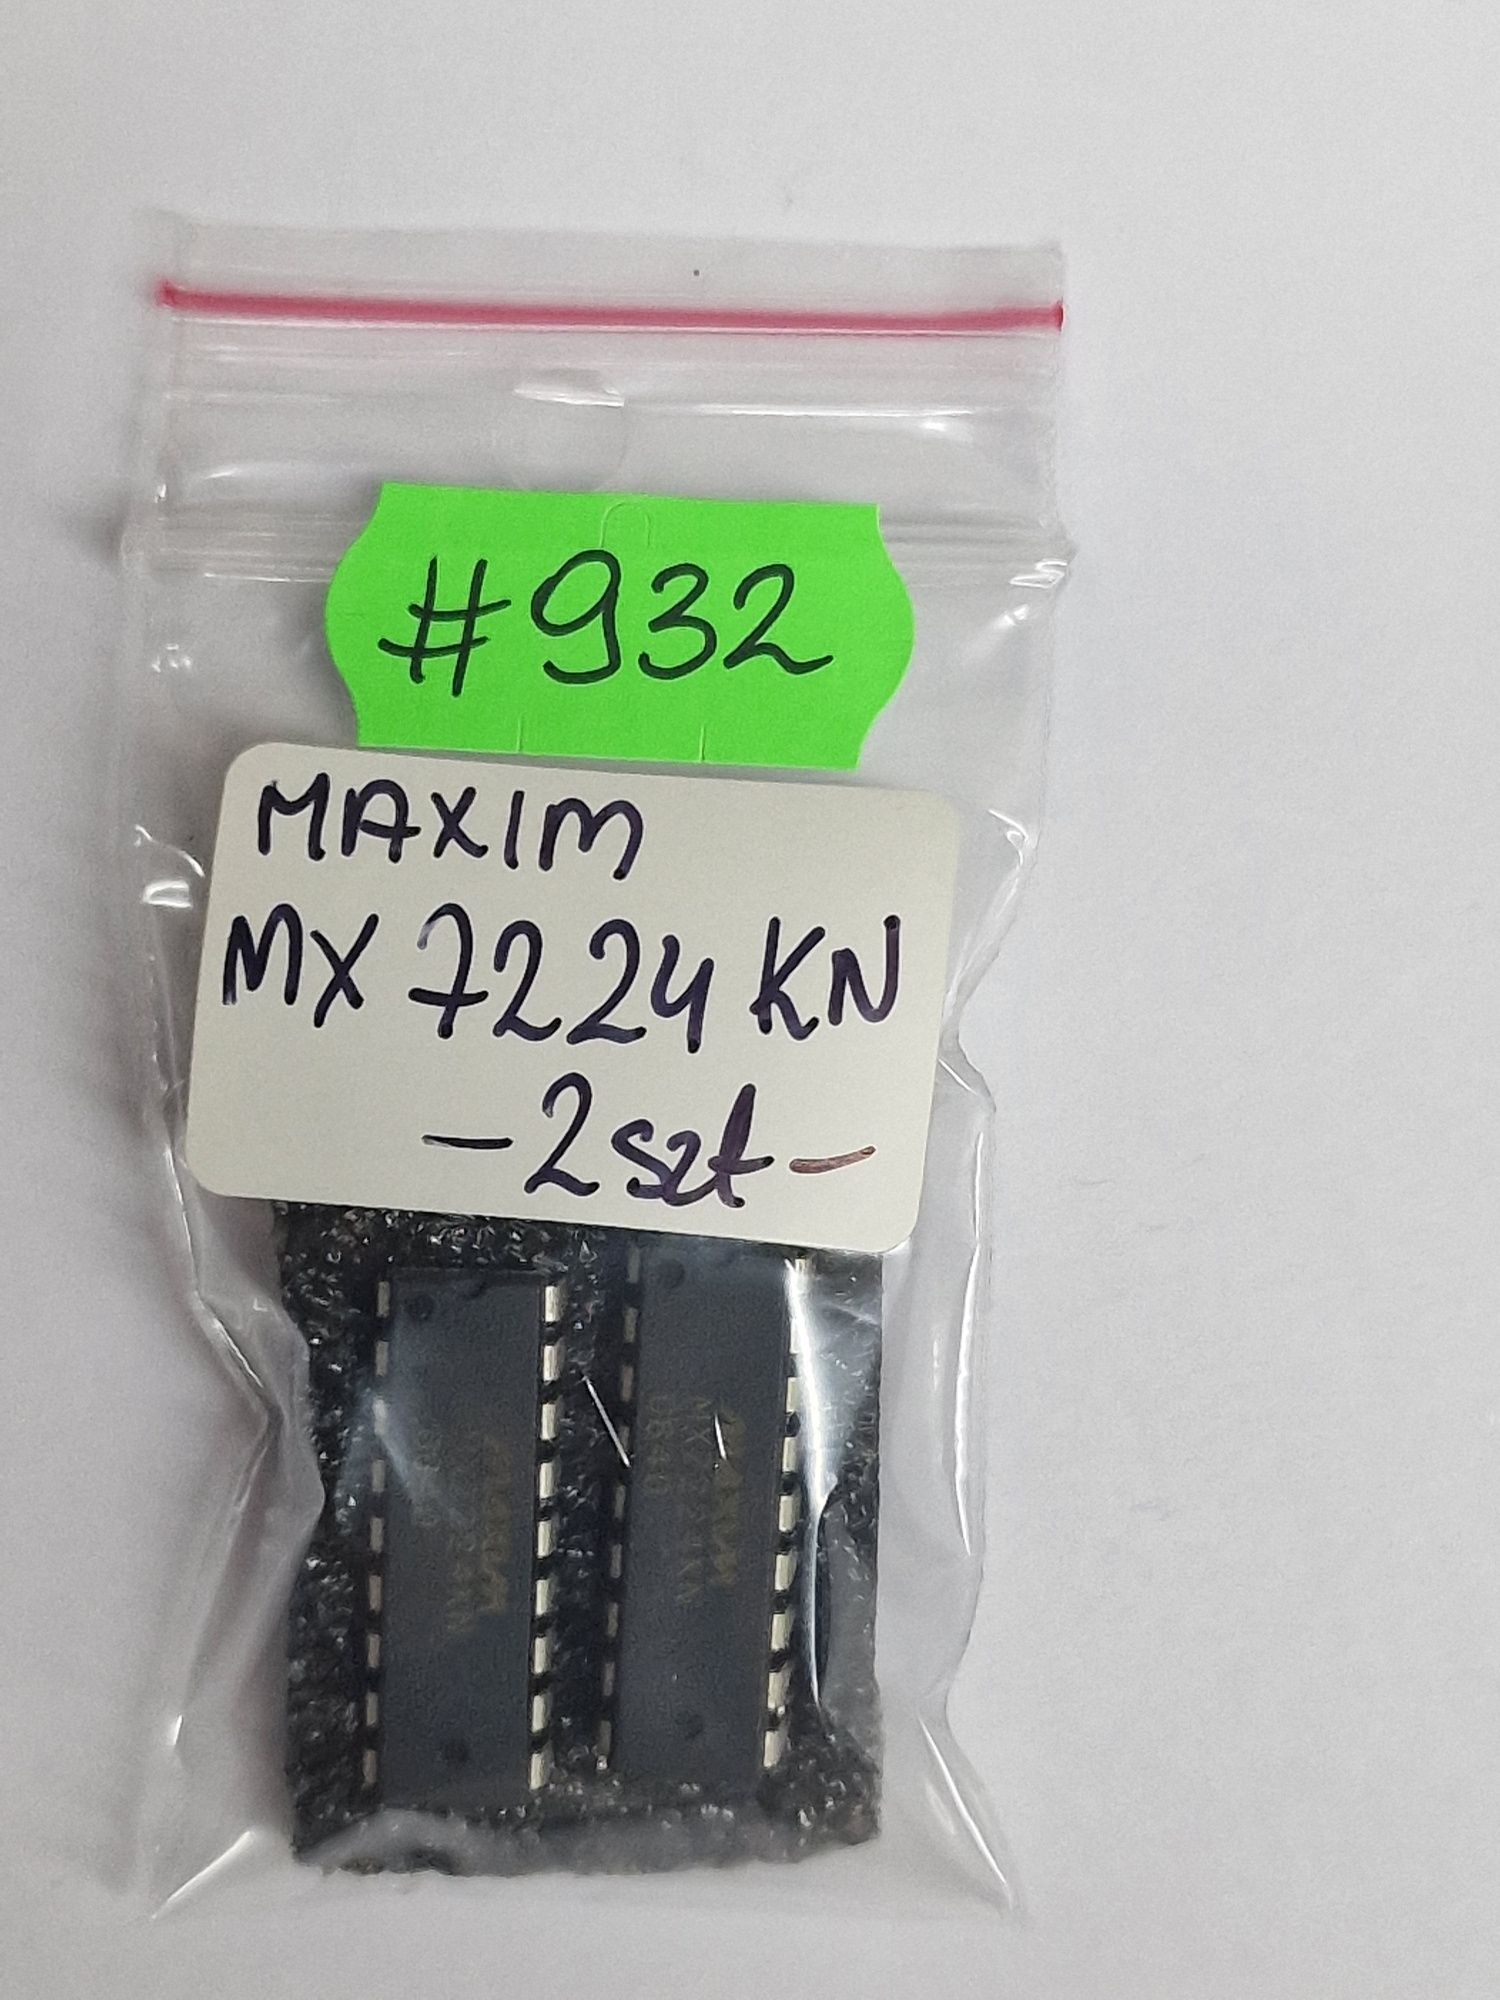 #932
MAXIM
MX 7224 KN
-2szt-